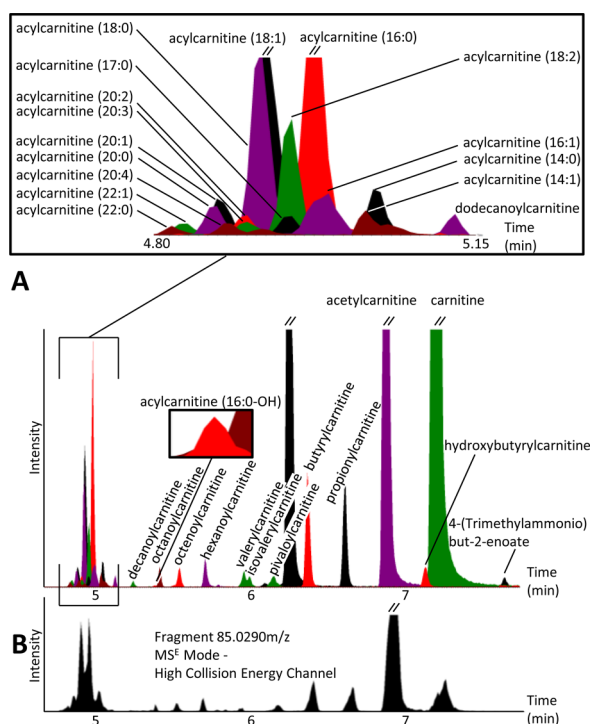 acylcarnitine (18:0)
acylcarnitine (18:1)
acylcarnitine (16:0)
acylcarnitine (17:0)
acylcarnitine (18:2)
acylcarnitine (20:2)
acylcarnitine (20:3)
acylcarnitine (20:1)
acylcarnitine (20:0)
acylcarnitine (20:4)
acylcarnitine (22:1)
acylcarnitine (22:0)
acylcarnitine (16:1)
acylcarnitine (14:0)
acylcarnitine (14:1)
dodecanoylcarnitine
Time
(min)
4.80
5.15
A
acetylcarnitine
carnitine
Intensity
acylcarnitine (16:0-OH)
decanoylcarnitine
octanoylcarnitine
octenoylcarnitine
hexanoylcarnitine
valerylcarnitine
isovalerylcarnitine
pivaloylcarnitine
butyrylcarnitine
propionylcarnitine
hydroxybutyrylcarnitine
4-(Trimethylammonio)
but-2-enoate
Time
(min)
5
6
7
B
Intensity
Fragment 85.0290m/z
MSᴱ Mode -
High Collision Energy Channel
Time
(min)
5
6
7